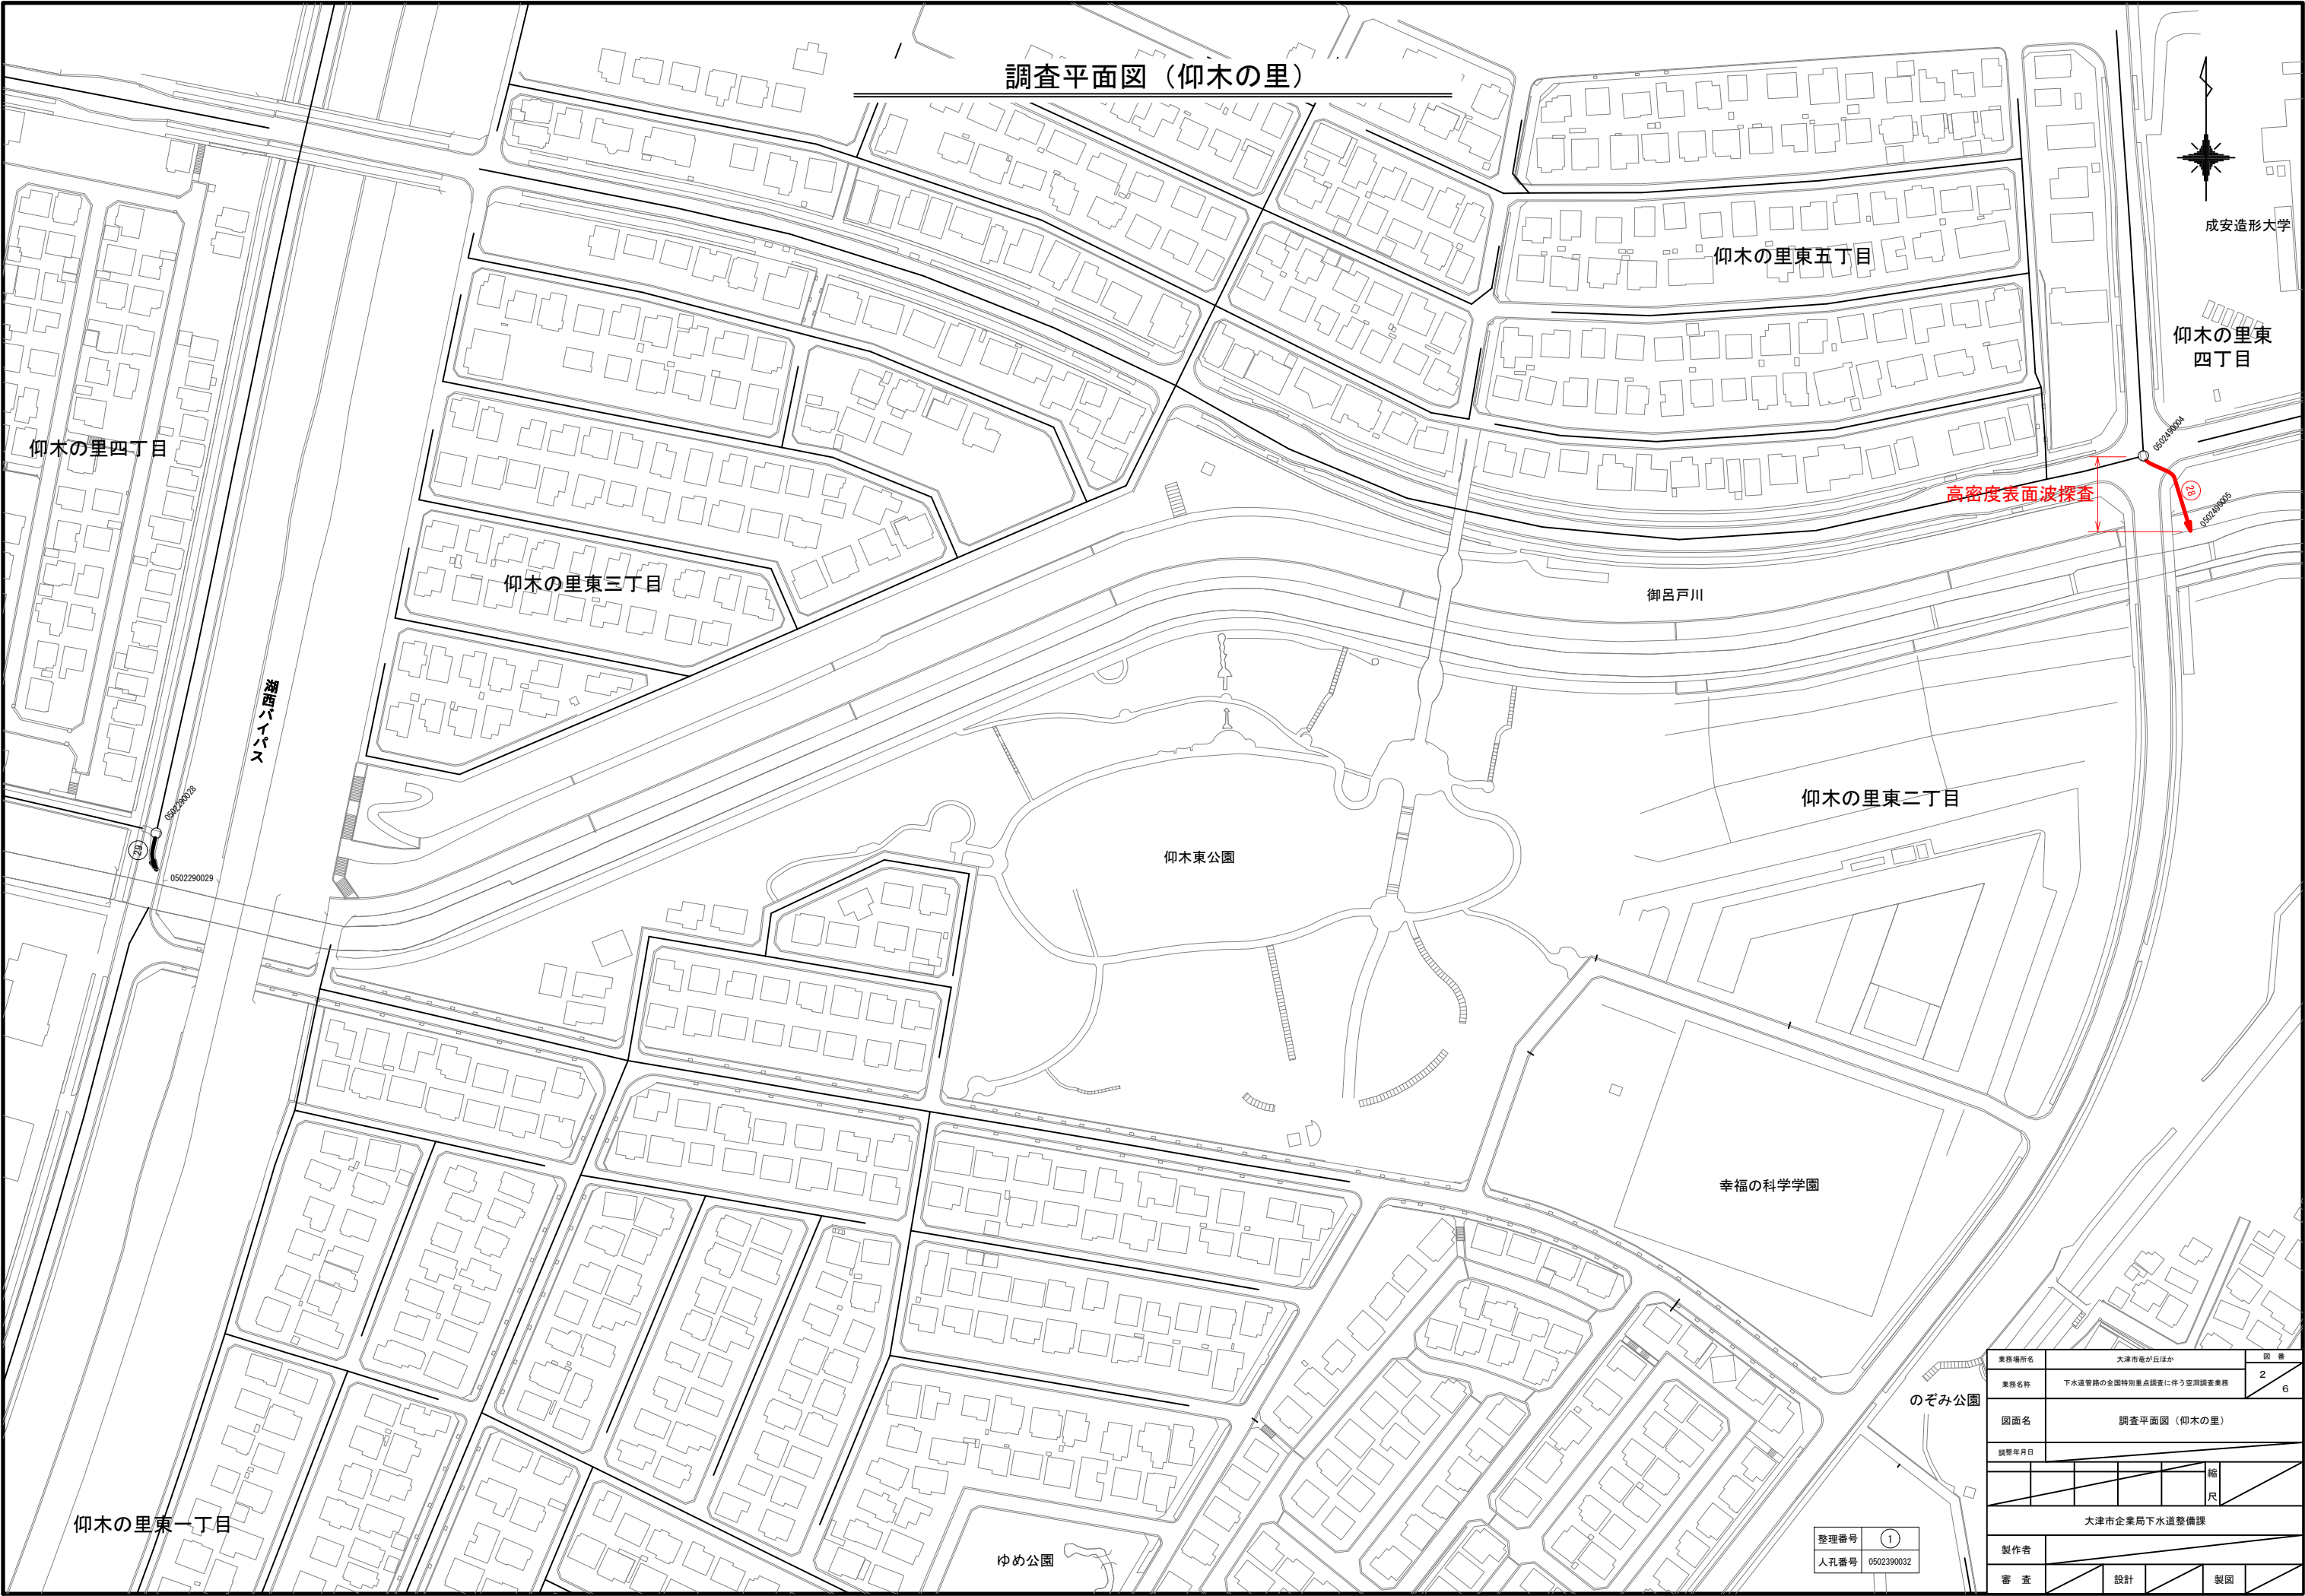 調査平面図（仰木の里）
成安造形大学
仰木の里東五丁目
仰木の里東
四丁目
仰木の里四丁目
0502490004
高密度表面波探査
28
0502490005
仰木の里東三丁目
御呂戸川
湖西バイパス
0502290028
29
0502290029
仰木の里東二丁目
仰木東公園
幸福の科学学園
のぞみ公園
仰木の里東一丁目
ゆめ公園
整理番号 1
人孔番号 0502390032
業務場所名 大津市竜が丘ほか 図番
業務名称 下水道管路の全国特別重点調査に伴う空洞調査業務 2 6
図面名 調査平面図（仰木の里）
調整年月日
縮尺
大津市企業局下水道整備課
製作者
審査 設計 製図